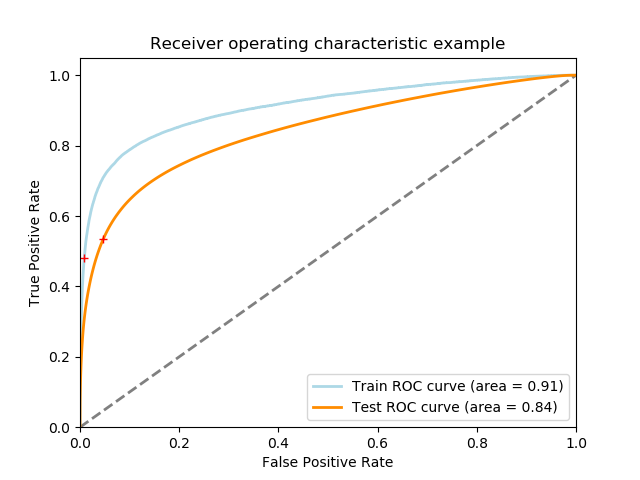 Receiver operating characteristic example
True Positive Rate
1.0
0.8
0.6
0.4
0.2
0.0
0.0 0.2 0.4 0.6 0.8 1.0
False Positive Rate
Train ROC curve (area = 0.91)
Test ROC curve (area = 0.84)